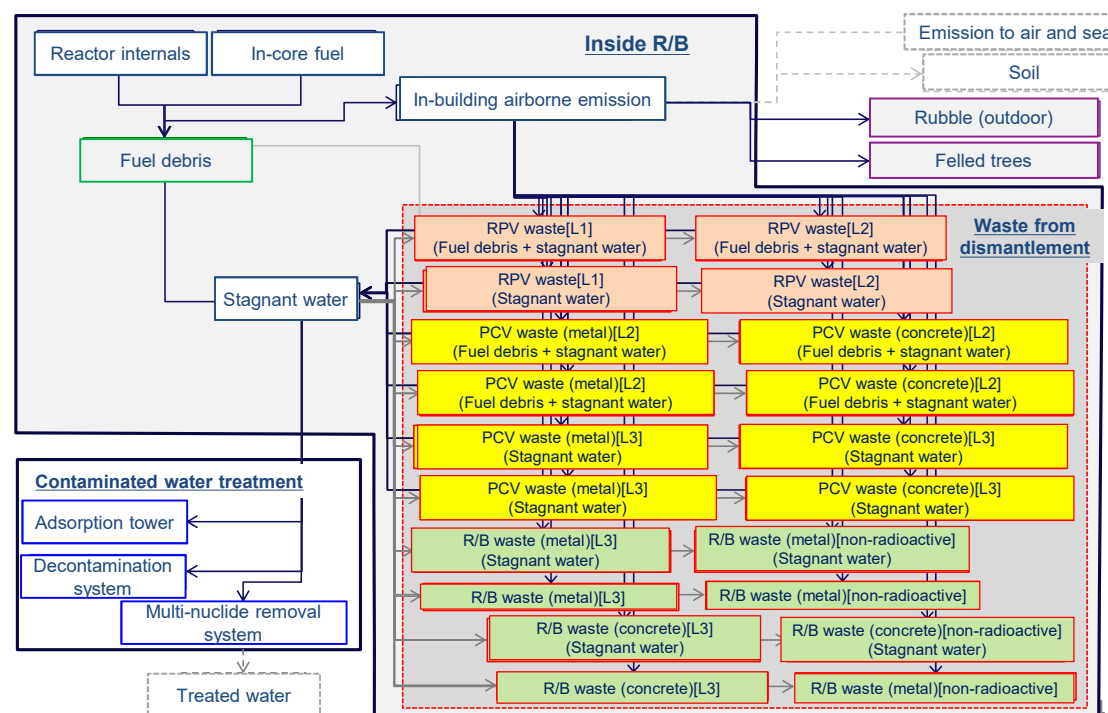 Reactor internals
In-core fuel
Inside R/B
Emission to air and sea
Soil
In-building airborne emission
Rubble (outdoor)
Fuel debris
Felled trees
Waste from
dismantlement
RPV waste[L1]
(Fuel debris + stagnant water)
RPV waste[L2]
(Fuel debris + stagnant water)
RPV waste[L1]
(Stagnant water)
RPV waste[L2]
(Stagnant water)
Stagnant water
PCV waste (metal)[L2]
(Fuel debris + stagnant water)
PCV waste (concrete)[L2]
(Fuel debris + stagnant water)
PCV waste (metal)[L2]
(Fuel debris + stagnant water)
PCV waste (concrete)[L2]
(Fuel debris + stagnant water)
PCV waste (metal)[L3]
(Stagnant water)
PCV waste (concrete)[L3]
(Stagnant water)
PCV waste (metal)[L3]
(Stagnant water)
PCV waste (concrete)[L3]
(Stagnant water)
Contaminated water treatment
Adsorption tower
Decontamination
system
Multi-nuclide removal
system
Treated water
R/B waste (metal)[L3]
(Stagnant water)
R/B waste (metal)[non-radioactive]
(Stagnant water)
R/B waste (metal)[L3]
R/B waste (metal)[non-radioactive]
R/B waste (concrete)[L3]
(Stagnant water)
R/B waste (concrete)[non-radioactive]
(Stagnant water)
R/B waste (concrete)[L3]
R/B waste (metal)[non-radioactive]